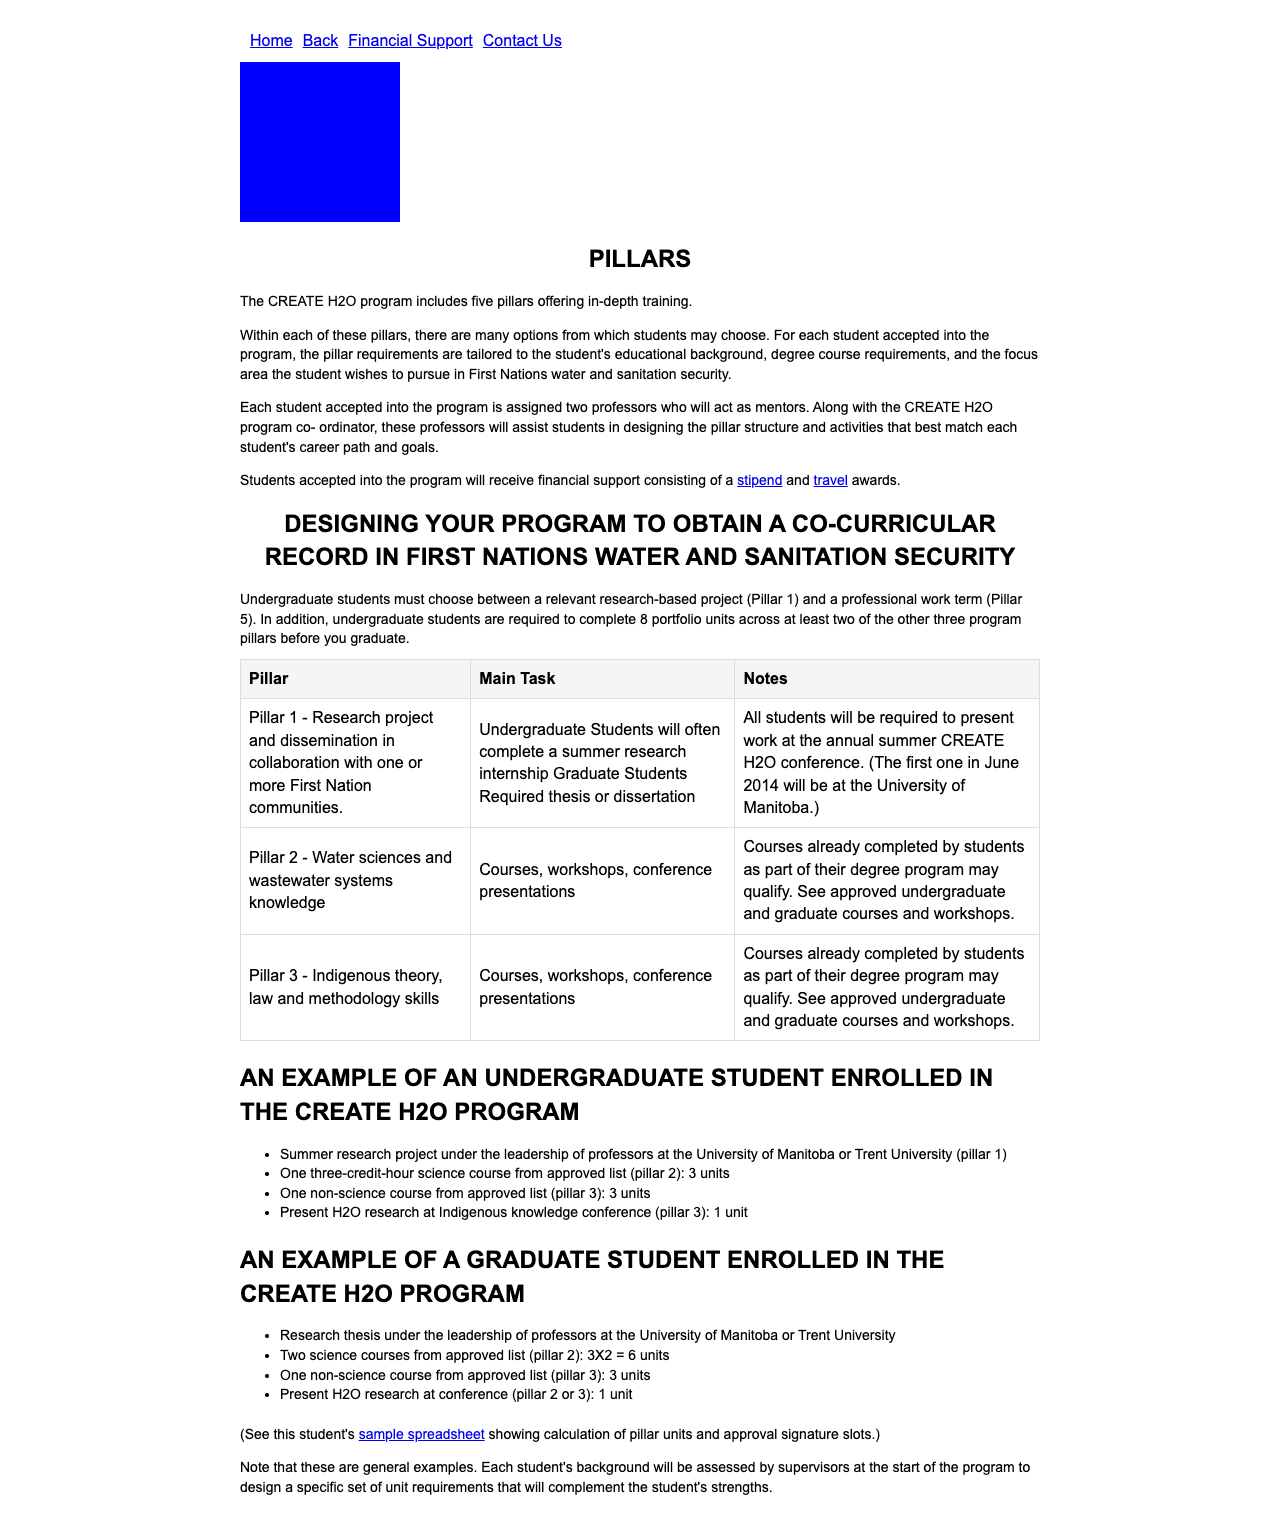 Home Back Financial Support Contact Us
PILLARS
The CREATE H2O program includes five pillars offering in-depth training.
Within each of these pillars, there are many options from which students may choose. For each student accepted into the
program, the pillar requirements are tailored to the student's educational background, degree course requirements, and the focus
area the student wishes to pursue in First Nations water and sanitation security.
Each student accepted into the program is assigned two professors who will act as mentors. Along with the CREATE H2O
program co- ordinator, these professors will assist students in designing the pillar structure and activities that best match each
student's career path and goals.
Students accepted into the program will receive financial support consisting of a stipend and travel awards.
DESIGNING YOUR PROGRAM TO OBTAIN A CO-CURRICULAR
RECORD IN FIRST NATIONS WATER AND SANITATION SECURITY
Undergraduate students must choose between a relevant research-based project (Pillar 1) and a professional work term (Pillar
5). In addition, undergraduate students are required to complete 8 portfolio units across at least two of the other three program
pillars before you graduate.
Pillar
Main Task
Notes
Pillar 1 - Research project
and dissemination in
collaboration with one or
more First Nation
communities.
Undergraduate Students will often
complete a summer research
internship Graduate Students
Required thesis or dissertation
All students will be required to present
work at the annual summer CREATE
H2O conference. (The first one in June
2014 will be at the University of
Manitoba.)
Pillar 2 - Water sciences and
wastewater systems
knowledge
Courses, workshops, conference
presentations
Courses already completed by students
as part of their degree program may
qualify. See approved undergraduate
and graduate courses and workshops.
Pillar 3 - Indigenous theory,
law and methodology skills
Courses, workshops, conference
presentations
Courses already completed by students
as part of their degree program may
qualify. See approved undergraduate
and graduate courses and workshops.
AN EXAMPLE OF AN UNDERGRADUATE STUDENT ENROLLED IN
THE CREATE H2O PROGRAM
• Summer research project under the leadership of professors at the University of Manitoba or Trent University (pillar 1)
• One three-credit-hour science course from approved list (pillar 2): 3 units
• One non-science course from approved list (pillar 3): 3 units
• Present H2O research at Indigenous knowledge conference (pillar 3): 1 unit
AN EXAMPLE OF A GRADUATE STUDENT ENROLLED IN THE
CREATE H2O PROGRAM
• Research thesis under the leadership of professors at the University of Manitoba or Trent University
• Two science courses from approved list (pillar 2): 3X2 = 6 units
• One non-science course from approved list (pillar 3): 3 units
• Present H2O research at conference (pillar 2 or 3): 1 unit
(See this student's sample spreadsheet showing calculation of pillar units and approval signature slots.)
Note that these are general examples. Each student's background will be assessed by supervisors at the start of the program to
design a specific set of unit requirements that will complement the student's strengths.